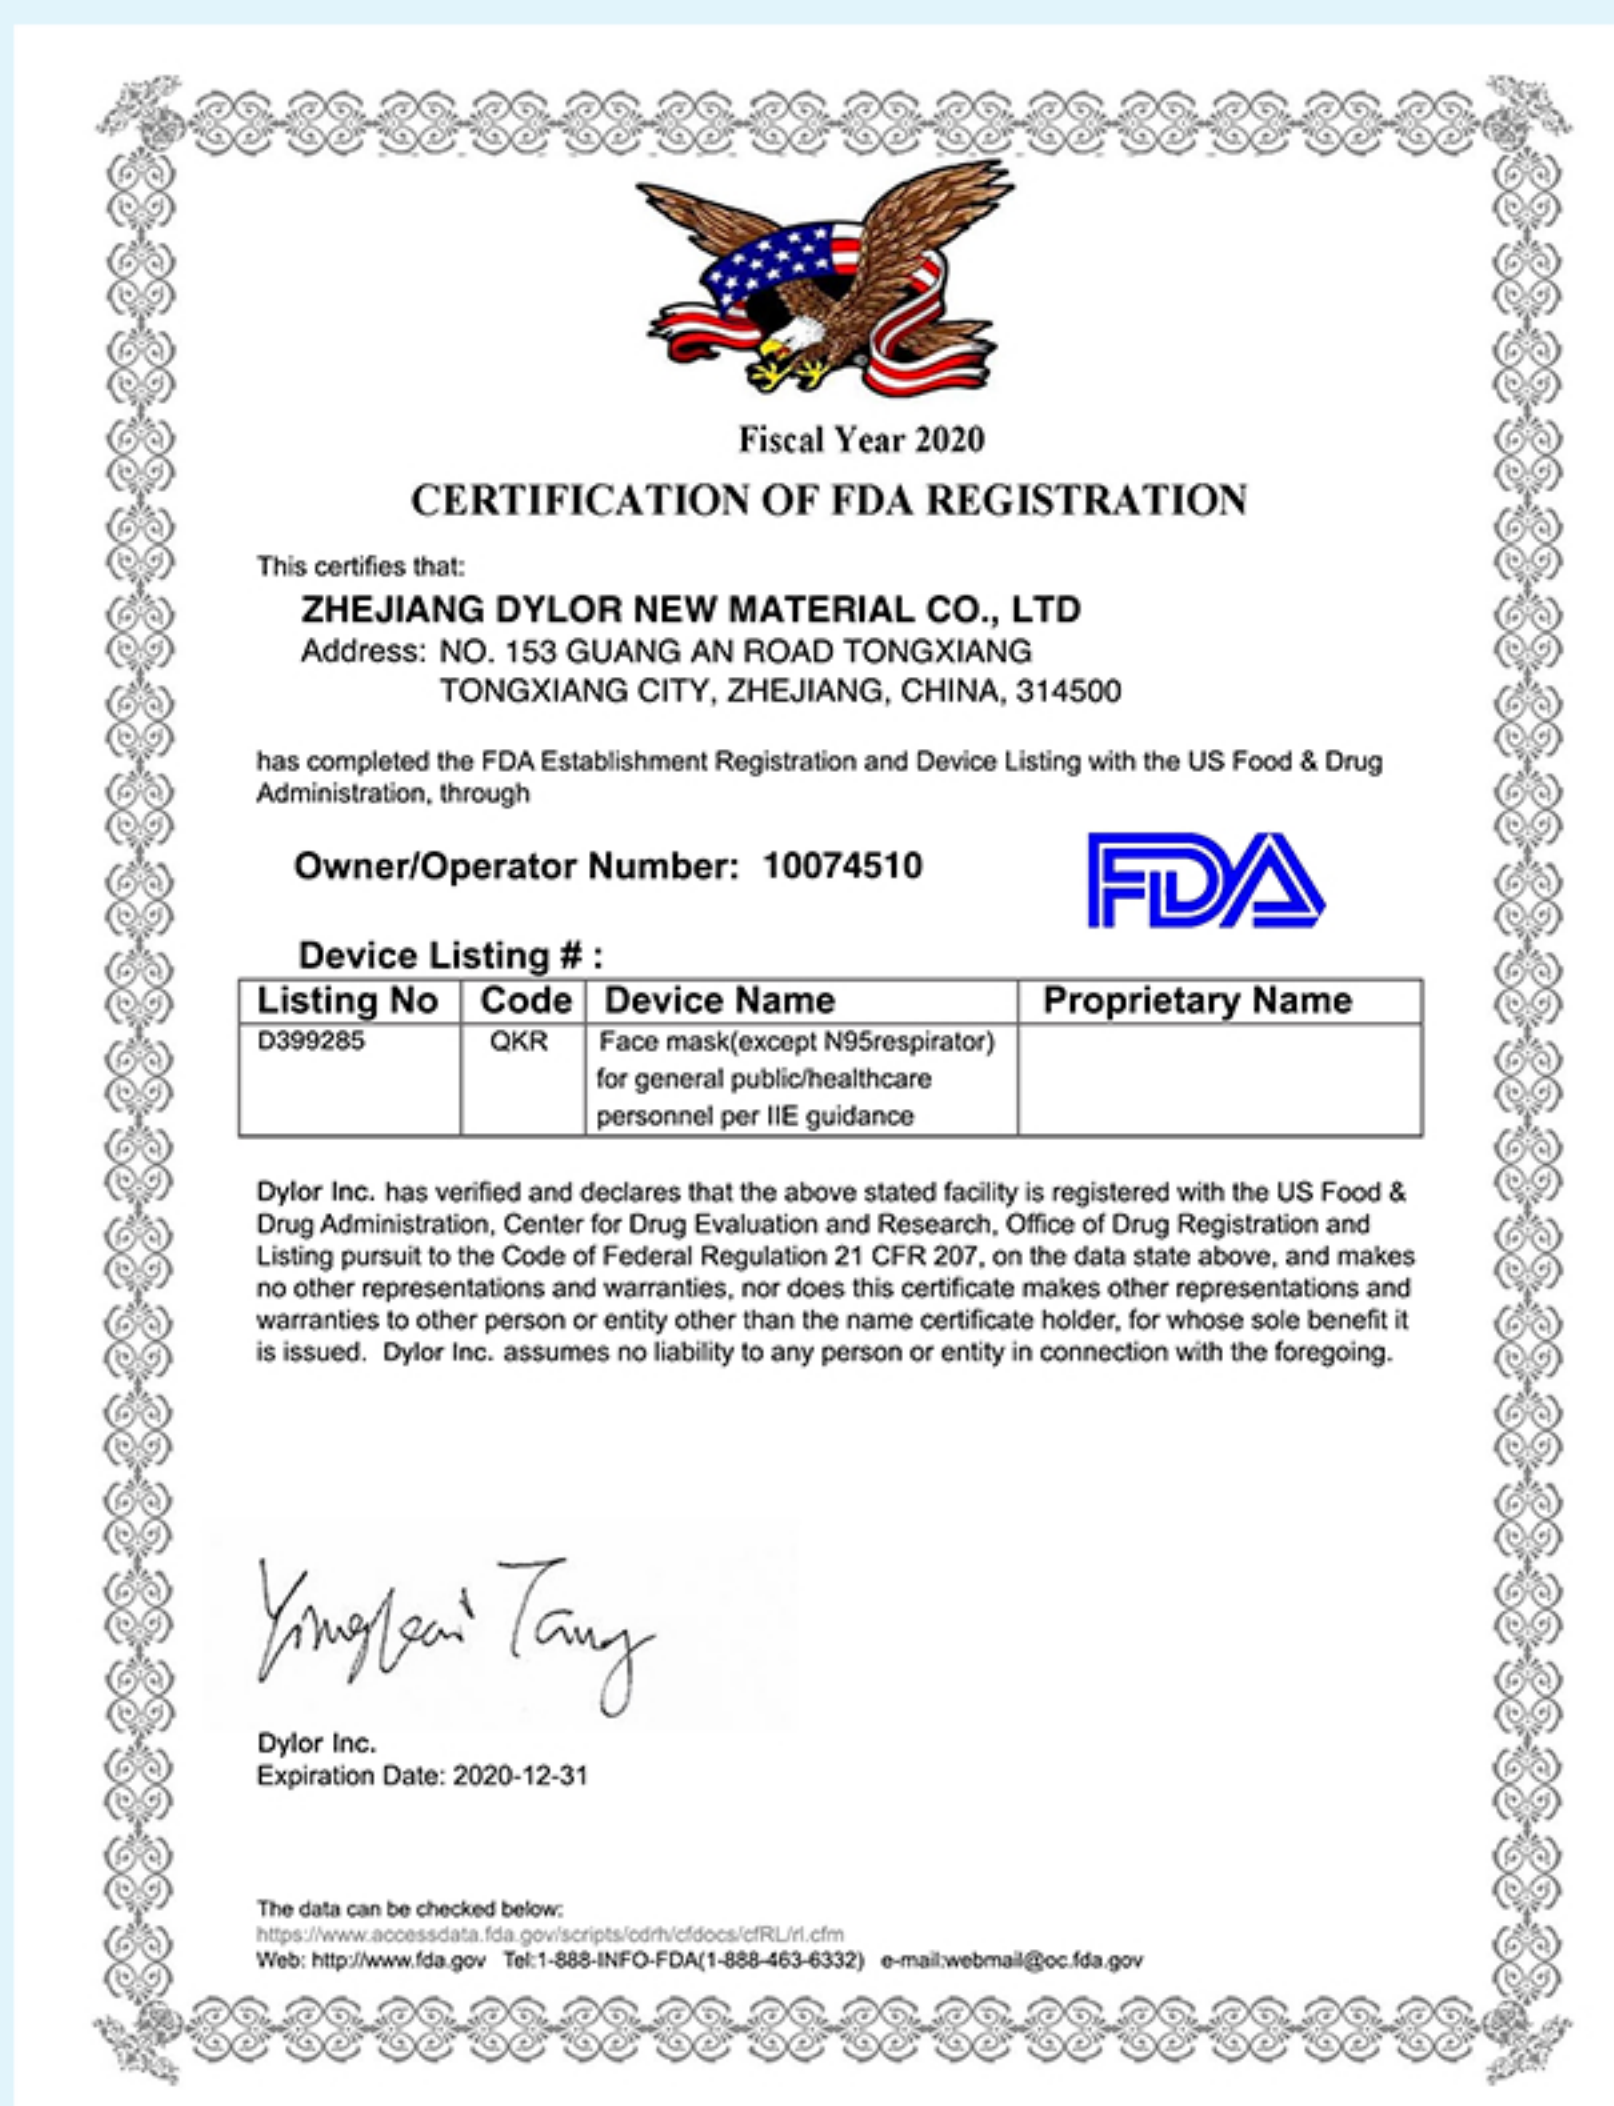 Fiscal Year 2020
CERTIFICATION OF FDA REGISTRATION
This certifies that:
ZHEJIANG DYLOR NEW MATERIAL CO., LTD
Address: NO. 153 GUANG AN ROAD TONGXIANG
TONGXIANG CITY, ZHEJIANG, CHINA, 314500
has completed the FDA Establishment Registration and Device Listing with the US Food & Drug
Administration, through
Owner/Operator Number: 10074510
FDA
Device Listing # :
Listing No Code Device Name Proprietary Name
D399285 QKR Face mask(except N95respirator)
for general public/healthcare
personnel per IIE guidance
Dylor Inc. has verified and declares that the above stated facility is registered with the US Food &
Drug Administration, Center for Drug Evaluation and Research, Office of Drug Registration and
Listing pursuit to the Code of Federal Regulation 21 CFR 207, on the data state above, and makes
no other representations and warranties, nor does this certificate makes other representations and
warranties to other person or entity other than the name certificate holder, for whose sole benefit it
is issued. Dylor Inc. assumes no liability to any person or entity in connection with the foregoing.
Tang
Dylor Inc.
Expiration Date: 2020-12-31
The data can be checked below:
https://www.accessdata.fda.gov/scripts/cdrh/cfdocs/cfRL/rl.cfm
Web: http://www.fda.gov Tel:1-888-INFO-FDA(1-888-463-6332) e-mail:webmail@oc.fda.gov